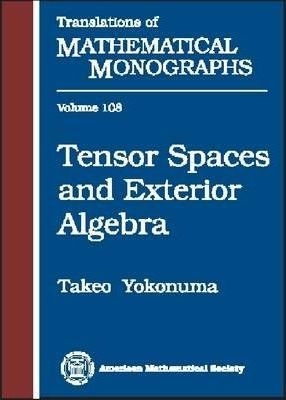 Translations of
MATHEMATICAL
MONOGRAPHS
Volume 108
Tensor Spaces
and Exterior
Algebra
Takeo Yokonuma
American Mathematical Society